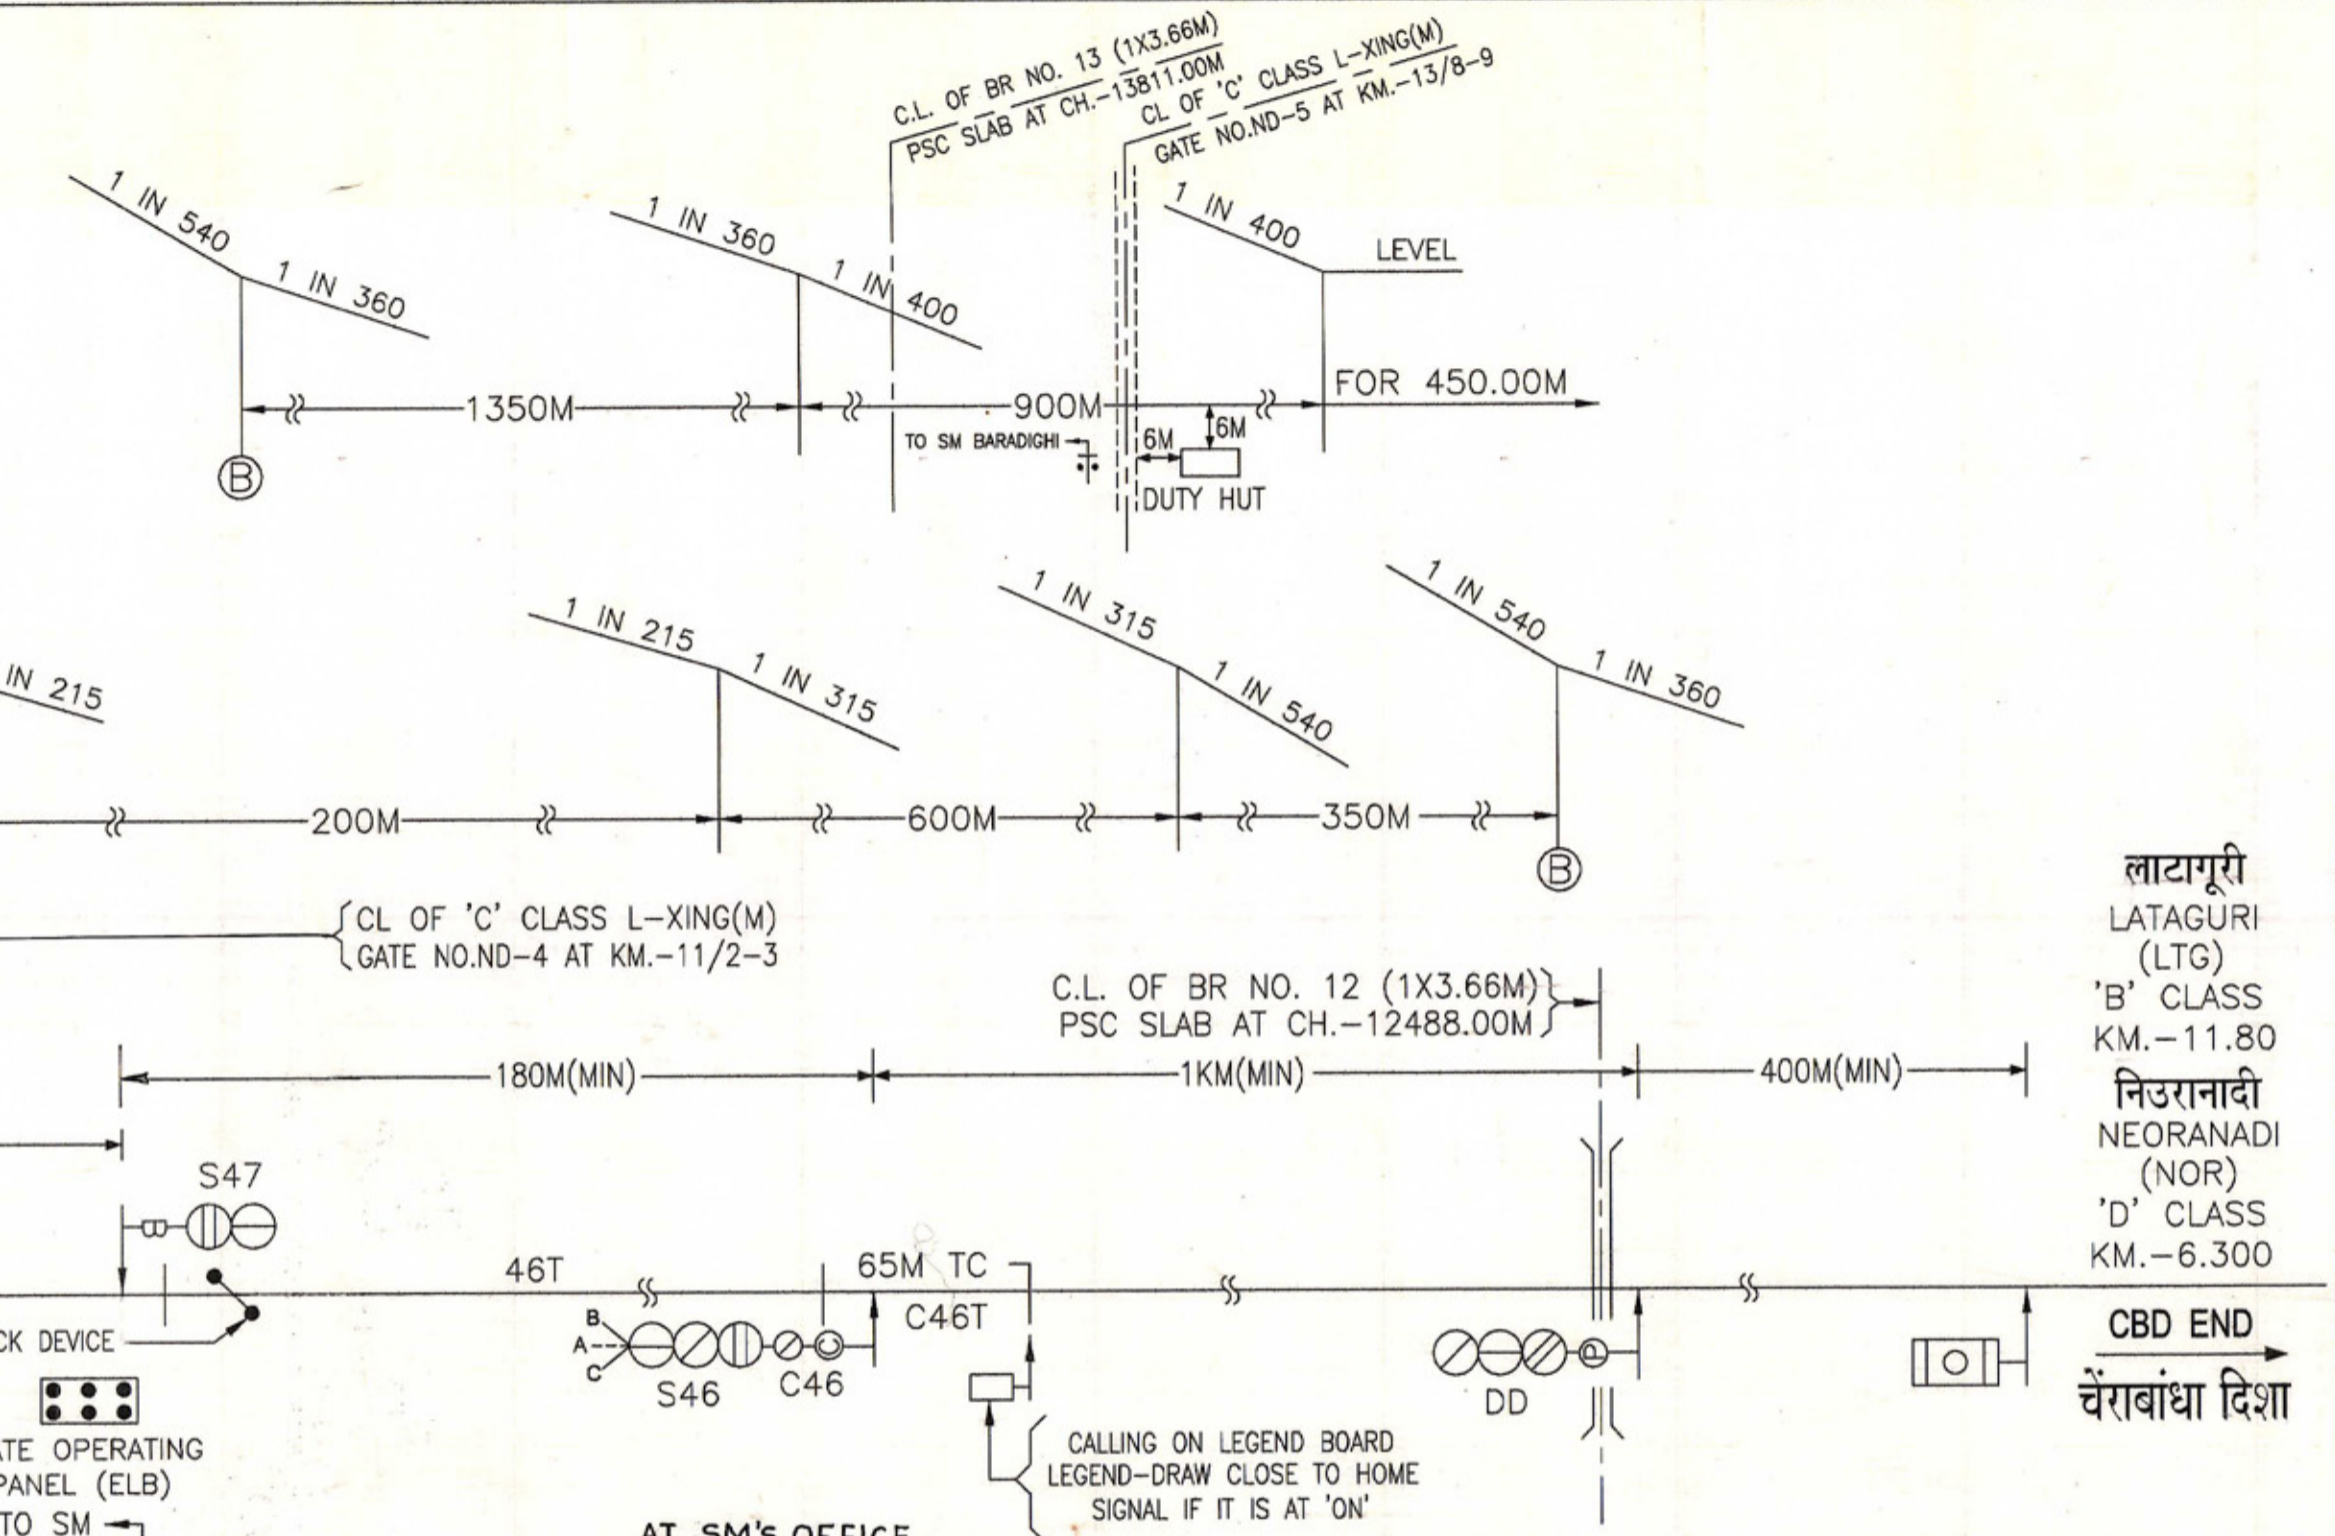 C.L. OF BR NO. 13 (1X3.66M)
PSC SLAB AT CH.-13811.00M
CL OF 'C' CLASS L-XING(M)
GATE NO.ND-5 AT KM.-13/8-9
1 IN 540
1 IN 360
1 IN 360
1 IN 400
1 IN 400
LEVEL
1350M
900M
FOR 450.00M
TO SM BARADIGHI
6M
6M
B
DUTY HUT
IN 215
1 IN 215
1 IN 315
1 IN 315
1 IN 540
1 IN 540
1 IN 360
200M
600M
350M
B
CL OF 'C' CLASS L-XING(M)
GATE NO.ND-4 AT KM.-11/2-3
C.L. OF BR NO. 12 (1X3.66M)
PSC SLAB AT CH.-12488.00M
180M(MIN)
1KM(MIN)
400M(MIN)
लाटागूरी
LATAGURI
(LTG)
'B' CLASS
KM.-11.80
निउरानादी
NEORANADI
(NOR)
'D' CLASS
KM.-6.300
S47
B
46T
65M TC
C46T
CK DEVICE
B
A
C
C
S46
C46
P
DD
CBD END
चेंराबांधा दिशा
ATE OPERATING
PANEL (ELB)
TO SM
CALLING ON LEGEND BOARD
LEGEND-DRAW CLOSE TO HOME
SIGNAL IF IT IS AT 'ON'
AT SM's OFFICE